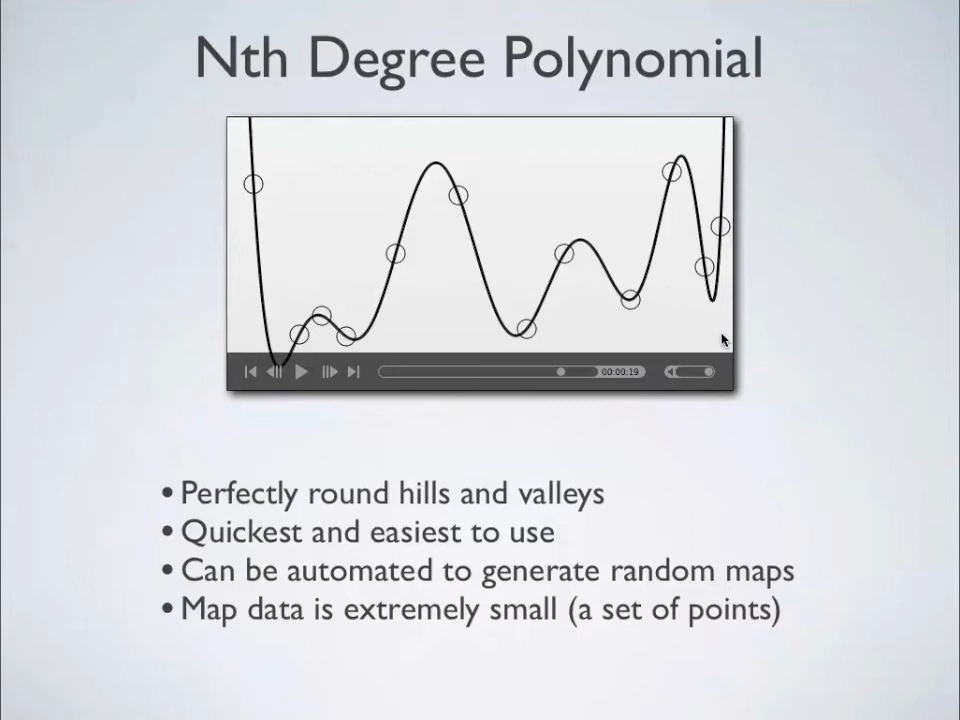 Nth Degree Polynomial
00:00:19
• Perfectly round hills and valleys
• Quickest and easiest to use
• Can be automated to generate random maps
• Map data is extremely small (a set of points)